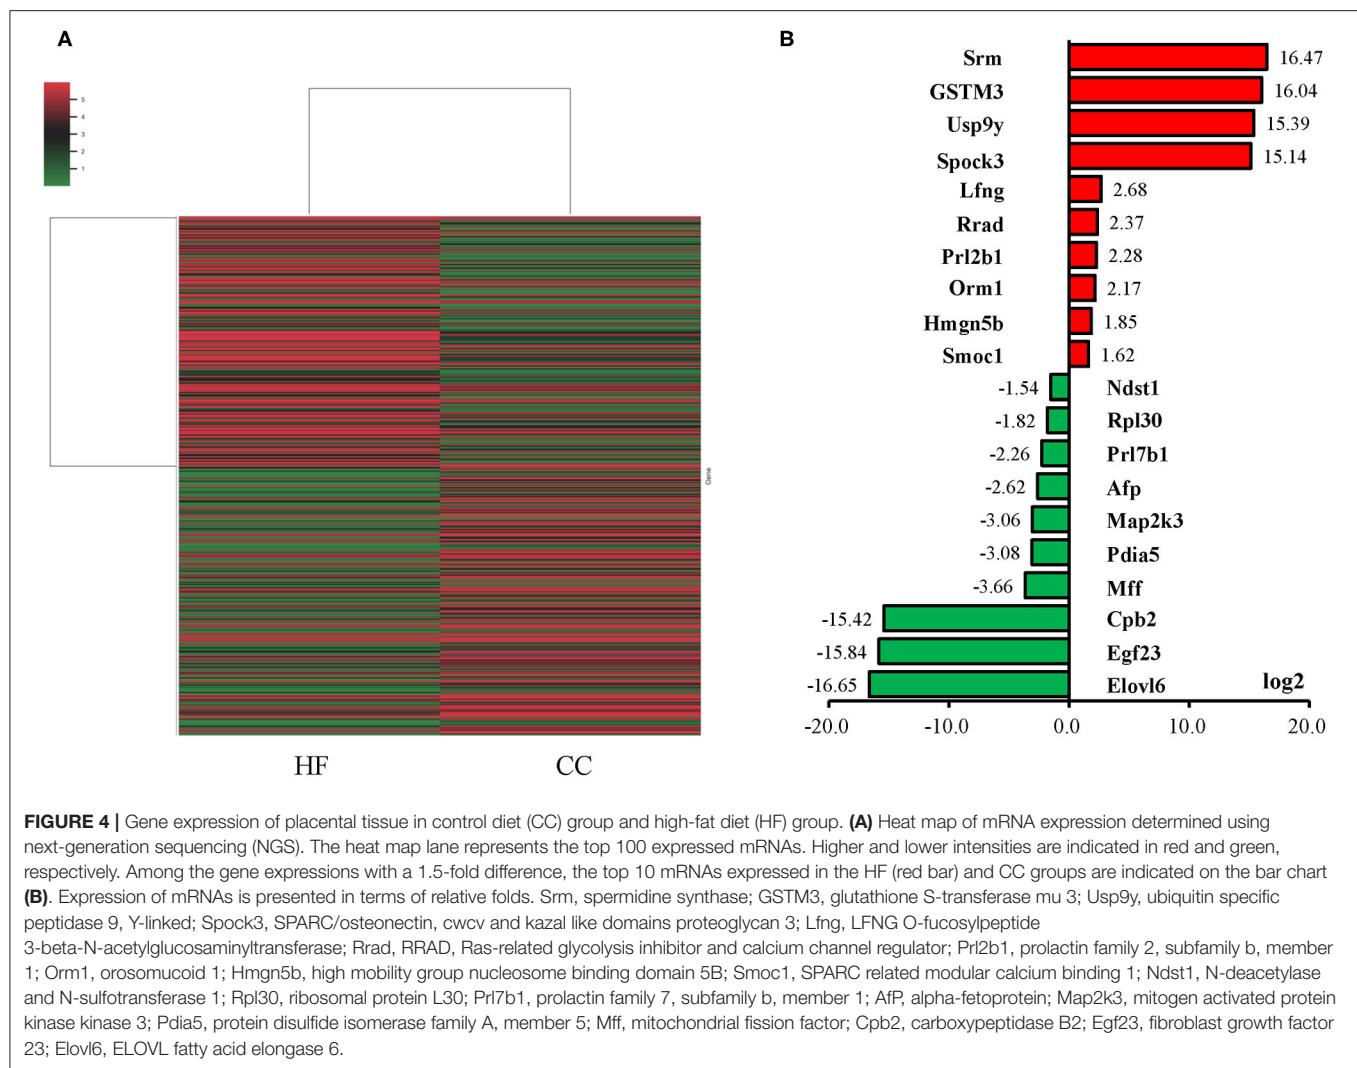 A
5
4
3
2
1
Gene
HF
CC
B
Srm
16.47
GSTM3
16.04
Usp9y
15.39
Spock3
15.14
Lfng
2.68
Rrad
2.37
Prl2b1
2.28
Orm1
2.17
Hmgn5b
1.85
Smoc1
1.62
-1.54
Ndst1
-1.82
Rpl30
-2.26
Prl7b1
-2.62
Afp
-3.06
Map2k3
-3.08
Pdia5
-3.66
Mff
-15.42
Cpb2
-15.84
Egf23
-16.65
Elovl6
log2
-20.0 -10.0 0.0 10.0 20.0
FIGURE 4 | Gene expression of placental tissue in control diet (CC) group and high-fat diet (HF) group. (A) Heat map of mRNA expression determined using
next-generation sequencing (NGS). The heat map lane represents the top 100 expressed mRNAs. Higher and lower intensities are indicated in red and green,
respectively. Among the gene expressions with a 1.5-fold difference, the top 10 mRNAs expressed in the HF (red bar) and CC groups are indicated on the bar chart
(B). Expression of mRNAs is presented in terms of relative folds. Srm, spermidine synthase; GSTM3, glutathione S-transferase mu 3; Usp9y, ubiquitin specific
peptidase 9, Y-linked; Spock3, SPARC/osteonectin, cwcv and kazal like domains proteoglycan 3; Lfng, LFNG O-fucosylpeptide
3-beta-N-acetylglucosaminyltransferase; Rrad, RRAD, Ras-related glycolysis inhibitor and calcium channel regulator; Prl2b1, prolactin family 2, subfamily b, member
1; Orm1, orosomucoid 1; Hmgn5b, high mobility group nucleosome binding domain 5B; Smoc1, SPARC related modular calcium binding 1; Ndst1, N-deacetylase
and N-sulfotransferase 1; Rpl30, ribosomal protein L30; Prl7b1, prolactin family 7, subfamily b, member 1; AfP, alpha-fetoprotein; Map2k3, mitogen activated protein
kinase kinase 3; Pdia5, protein disulfide isomerase family A, member 5; Mff, mitochondrial fission factor; Cpb2, carboxypeptidase B2; Egf23, fibroblast growth factor
23; Elovl6, ELOVL fatty acid elongase 6.